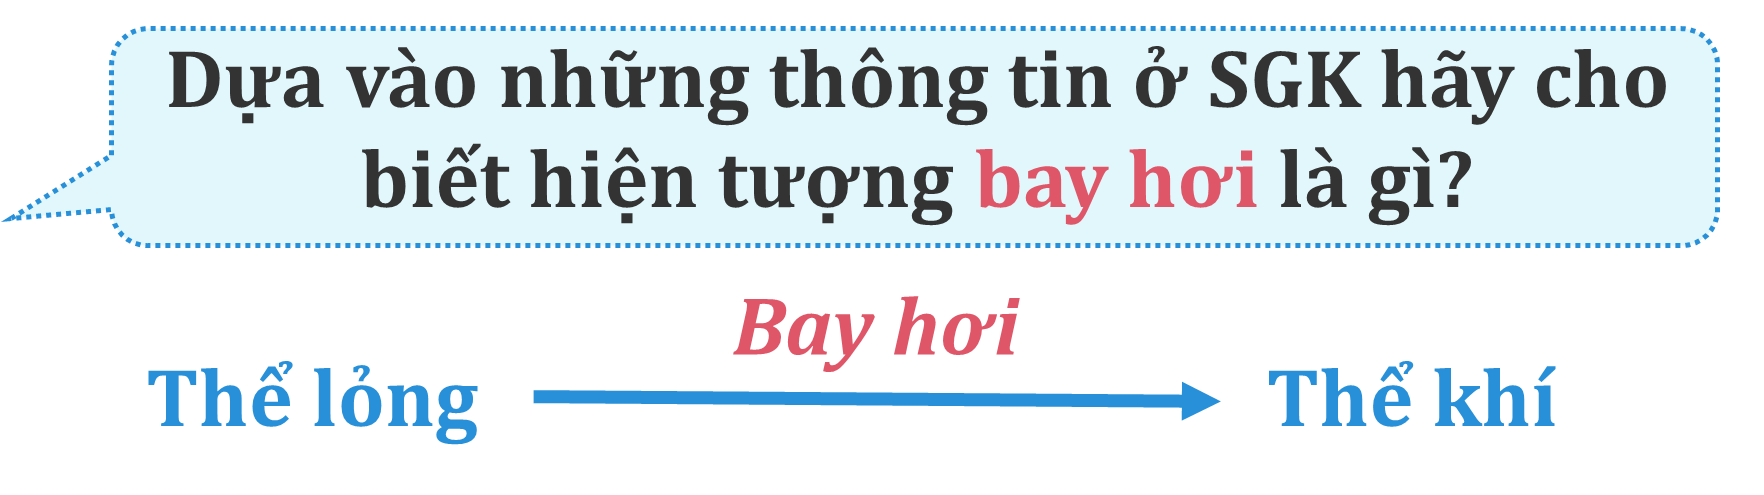 Dựa vào những thông tin ở SGK hãy cho
biết hiện tượng bay hơi là gì?
Bay hơi
Thể lỏng
Thể khí